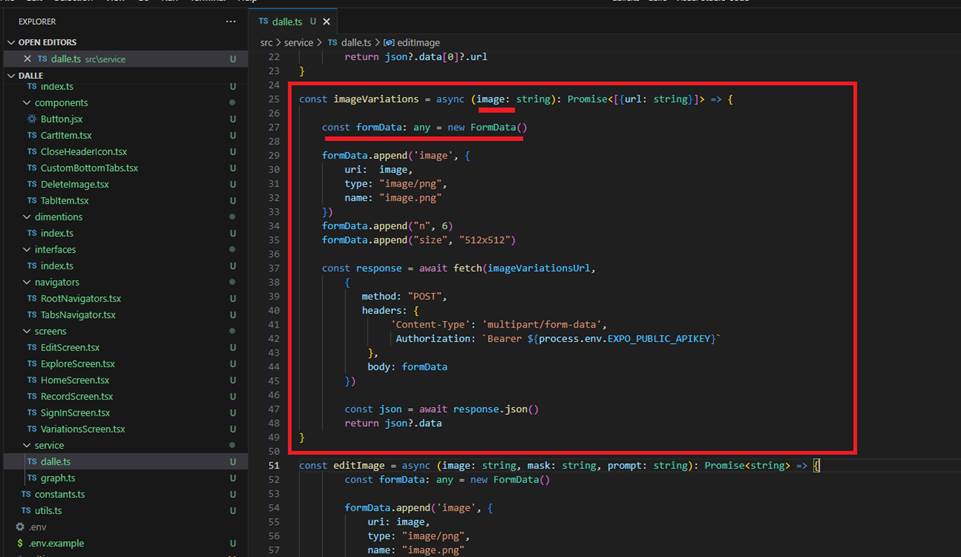 EXPLORER
OPEN EDITORS
TS dalle.ts src\service U
DALLE
TS index.ts U
components
Button.jsx U
TS CartItem.tsx U
TS CloseHeaderIcon.tsx U
TS CustomBottomTabs.tsx U
TS DeleteImage.tsx U
TS TabItem.tsx U
dimentions
TS index.ts U
interfaces
TS index.ts U
navigators
TS RootNavigators.tsx U
TS TabsNavigator.tsx U
screens
TS EditScreen.tsx U
TS ExploreScreen.tsx U
TS HomeScreen.tsx U
TS RecordScreen.tsx U
TS SignInScreen.tsx U
TS VariationsScreen.tsx U
service
TS dalle.ts U
TS graph.ts U
TS constants.ts U
TS utils.ts U
.env
$ .env.example U
TS dalle.ts U
src > service > TS dalle.ts > editImage
22 return json?.data[0]?.url
23 }
24
25 const imageVariations = async (image: string): Promise<[{url: string}]> => {
26
27 const formData: any = new FormData()
28
29 formData.append('image', {
30 uri: image,
31 type: "image/png",
32 name: "image.png"
33 })
34 formData.append("n", 6)
35 formData.append("size", "512x512")
36
37 const response = await fetch(imageVariationsUrl,
38 {
39 method: "POST",
40 headers: {
41 'Content-Type': 'multipart/form-data',
42 Authorization: `Bearer ${process.env.EXPO_PUBLIC_APIKEY}`
43 },
44 body: formData
45 })
46
47 const json = await response.json()
48 return json?.data
49 }
50
51 const editImage = async (image: string, mask: string, prompt: string): Promise<string> => {
52 const formData: any = new FormData()
53
54 formData.append('image', {
55 uri: image,
56 type: "image/png",
57 name: "image.png"